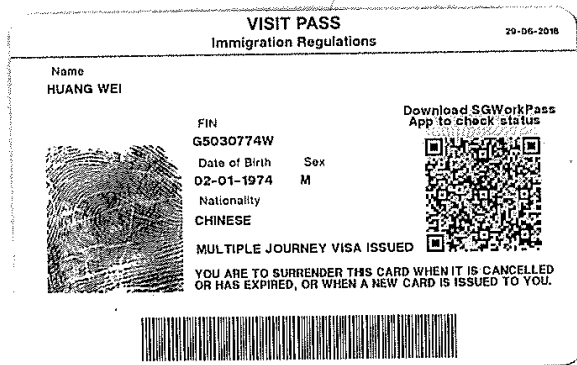 VISIT PASS
Immigration Regulations
29-06-2018
Name
HUANG WEI
Download SGWorkPass
App to check status
FIN
G5030774W
Date of Birth Sex
02-01-1974 M
Nationality
CHINESE
MULTIPLE JOURNEY VISA ISSUED
YOU ARE TO SURRENDER THIS CARD WHEN IT IS CANCELLED
OR HAS EXPIRED, OR WHEN A NEW CARD IS ISSUED TO YOU.